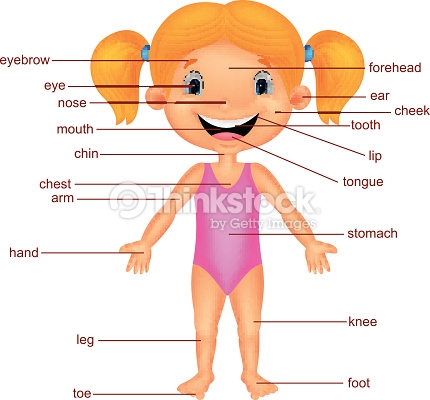 eyebrow
forehead
eye
ear
nose
cheek
mouth
tooth
chin
lip
chest
tongue
arm
Thinkstock
by Getty Images
stomach
hand
knee
leg
foot
toe